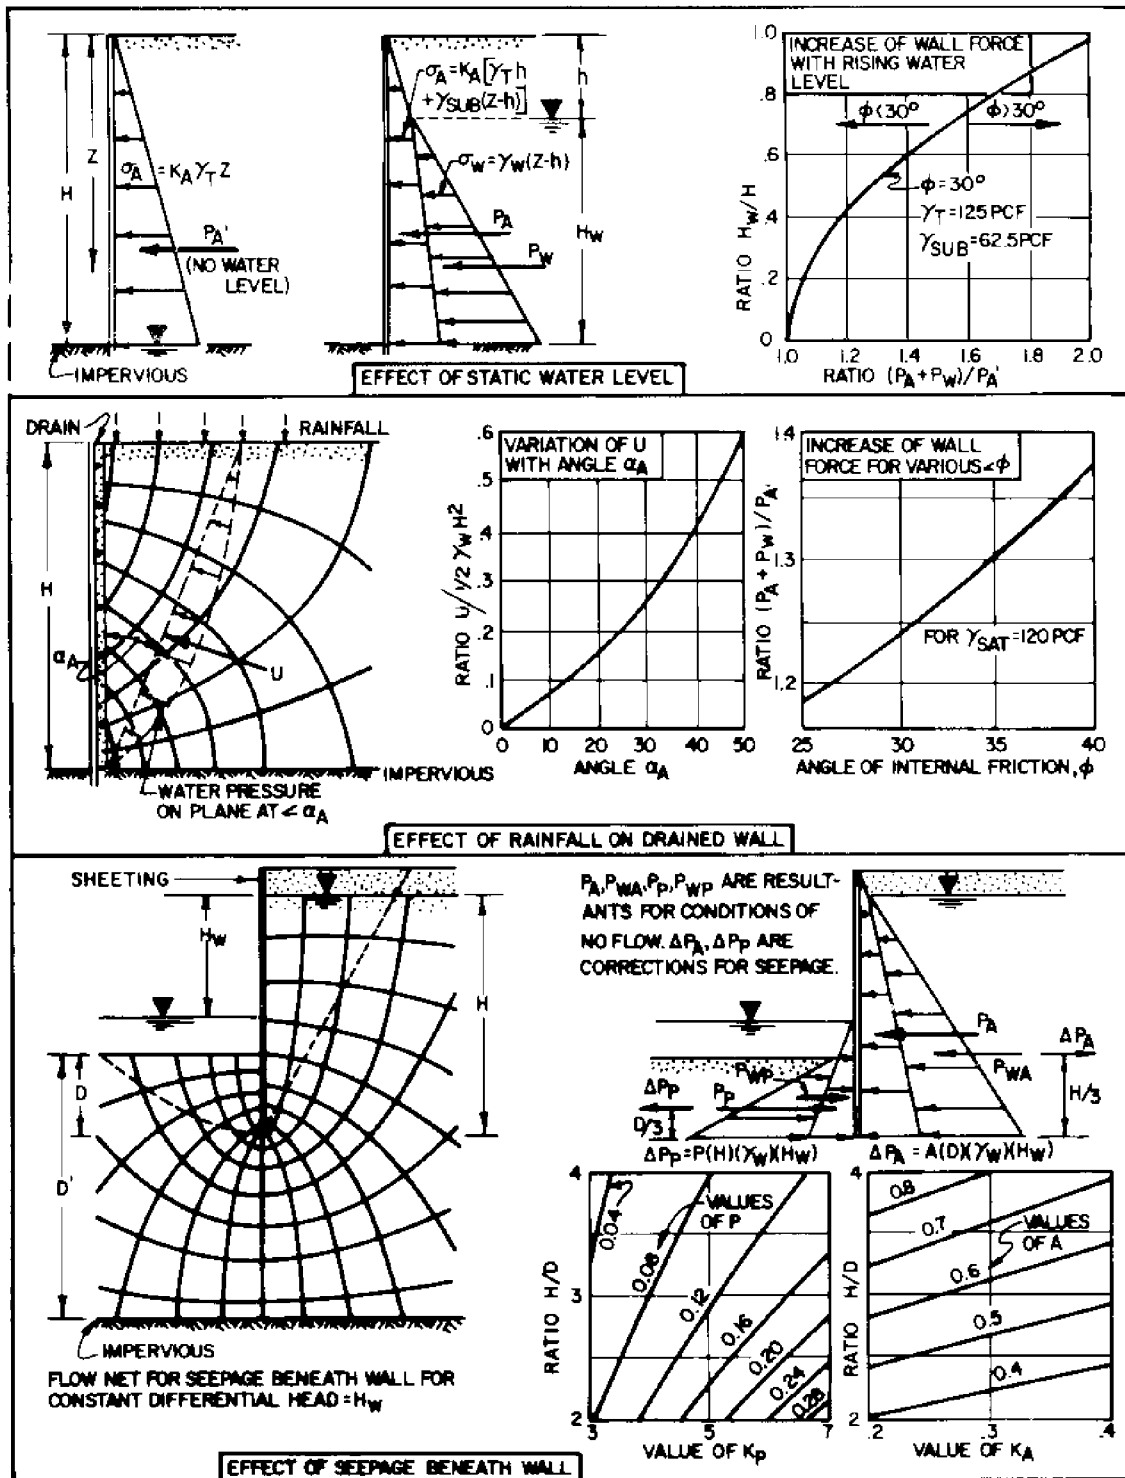 H
Z
σA = KA γT Z
PA'
(NO WATER
LEVEL)
IMPERVIOUS
σA = KA [γT h
+ γSUB(Z-h)]
h
σW = γW(Z-h)
PA
PW
HW
EFFECT OF STATIC WATER LEVEL
INCREASE OF WALL FORCE
WITH RISING WATER
LEVEL
ϕ<30° ϕ>30°
ϕ=30°
γT=125 PCF
γSUB=62.5PCF
RATIO HW/H
1.0
.8
.6
.4
.2
0
1.0 1.2 1.4 1.6 1.8 2.0
RATIO (PA+PW)/PA'
DRAIN
RAINFALL
H
αA
U
IMPERVIOUS
WATER PRESSURE
ON PLANE AT ∠ αA
VARIATION OF U
WITH ANGLE αA
RATIO U/1/2 γW H²
.6
.5
.4
.3
.2
.1
0
0 10 20 30 40 50
ANGLE αA
INCREASE OF WALL
FORCE FOR VARIOUS ∠ϕ
RATIO (PA + PW)/PA'
1.4
1.3
1.2
FOR γSAT=120 PCF
25 30 35 40
ANGLE OF INTERNAL FRICTION,ϕ
EFFECT OF RAINFALL ON DRAINED WALL
SHEETING
HW
H
D
D'
IMPERVIOUS
FLOW NET FOR SEEPAGE BENEATH WALL FOR
CONSTANT DIFFERENTIAL HEAD=HW
PA,PWA,PP,PWP ARE RESULT-
ANTS FOR CONDITIONS OF
NO FLOW. ΔPA, ΔPP ARE
CORRECTIONS FOR SEEPAGE.
PA
ΔPA
PWA
H/3
PWP
ΔPP
PP
D/3
ΔPP=P(H)(γW)(HW)
ΔPA=A(D)(γW)(HW)
RATIO H/D
4
3
2
0.04
0.08
0.12
0.16
0.20
0.24
0.28
VALUES
OF P
3 .5 .7
VALUE OF KP
RATIO H/D
4
3
2
0.8
0.7
0.6
0.5
0.4
VALUES
OF A
.2 .3 .4
VALUE OF KA
EFFECT OF SEEPAGE BENEATH WALL